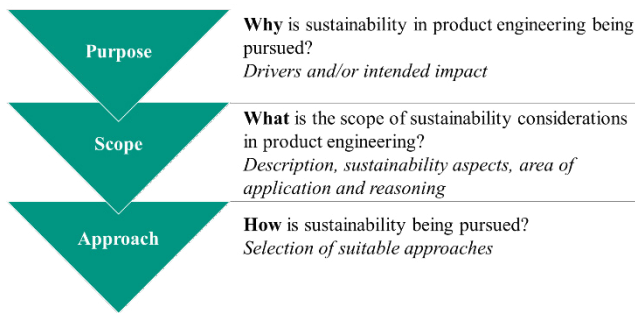 Purpose
Why is sustainability in product engineering being
pursued?
Drivers and/or intended impact
Scope
What is the scope of sustainability considerations
in product engineering?
Description, sustainability aspects, area of
application and reasoning
Approach
How is sustainability being pursued?
Selection of suitable approaches